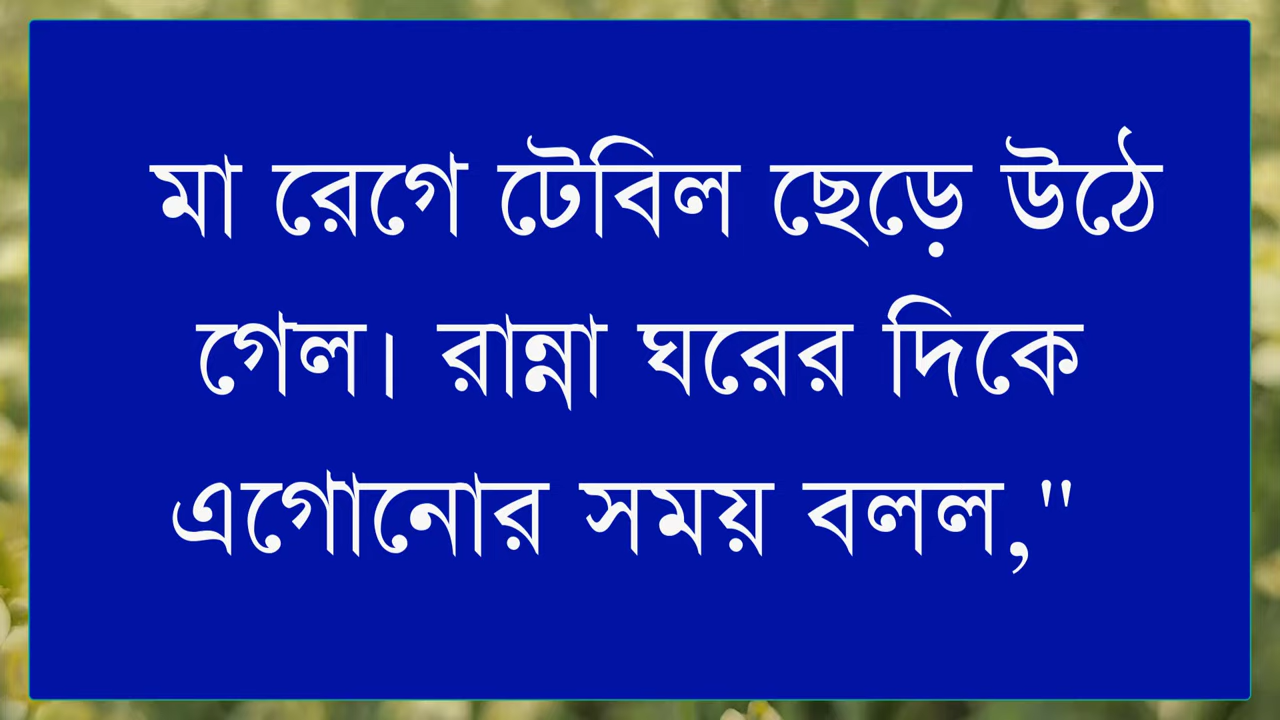 মা রেগে টেবিল ছেড়ে উঠে
গেল। রান্না ঘরের দিকে
এগোনোর সময় বলল,"